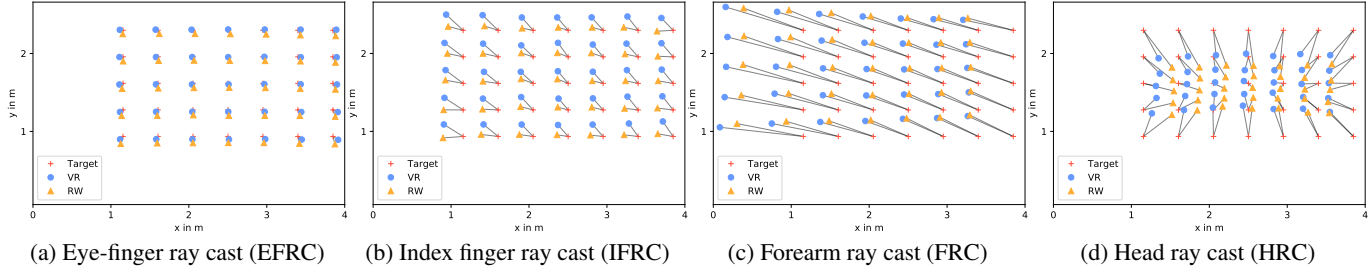 2
1
y in m
Target
VR
RW
0
1
2
3
4
x in m
(a) Eye-finger ray cast (EFRC)
2
1
y in m
Target
VR
RW
0
1
2
3
4
x in m
(b) Index finger ray cast (IFRC)
2
1
y in m
Target
VR
RW
0
1
2
3
4
x in m
(c) Forearm ray cast (FRC)
2
1
y in m
Target
VR
RW
0
1
2
3
4
x in m
(d) Head ray cast (HRC)